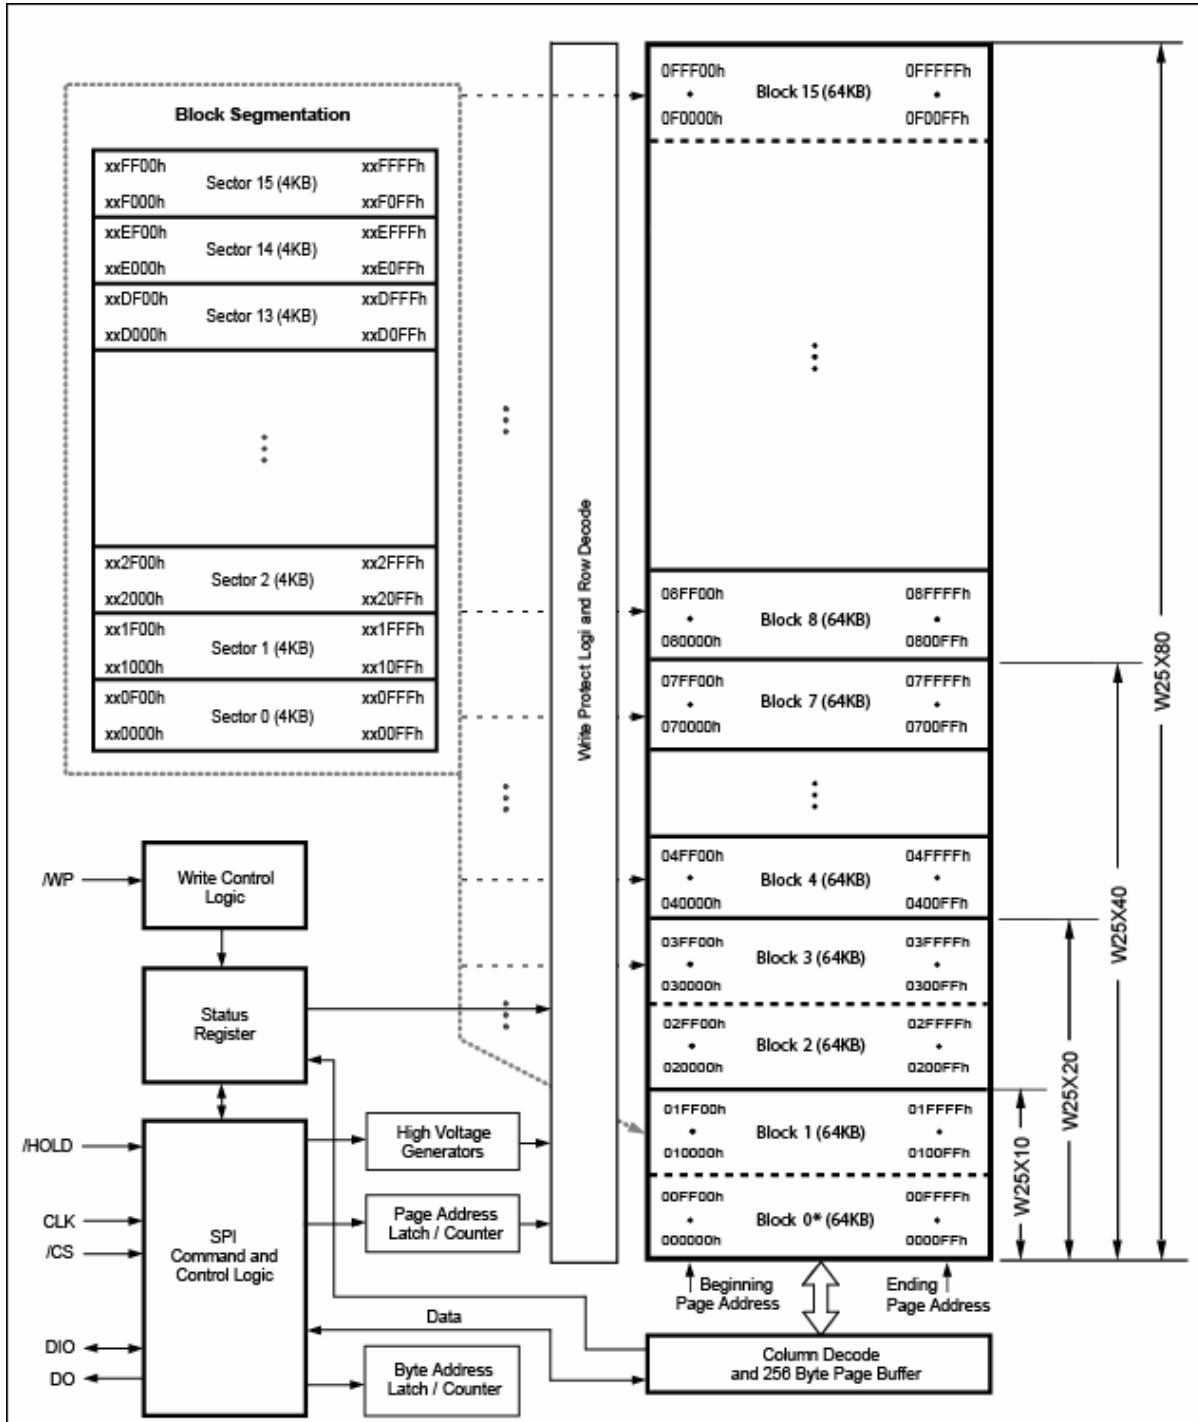 Block Segmentation
xxFF00h xxFFFFh
Sector 15 (4KB)
xxF000h xxF0FFh
xxEF00h xxEFFFh
Sector 14 (4KB)
xxE000h xxE0FFh
xxDF00h xxDFFFh
Sector 13 (4KB)
xxD000h xxD0FFh
xx2F00h xx2FFFh
Sector 2 (4KB)
xx2000h xx20FFh
xx1F00h xx1FFFh
Sector 1 (4KB)
xx1000h xx10FFh
xx0F00h xx0FFFh
Sector 0 (4KB)
xx0000h xx00FFh
/WP
Write Control
Logic
Status
Register
/HOLD
CLK
/CS
DIO
DO
SPI
Command and
Control Logic
High Voltage
Generators
Page Address
Latch / Counter
Data
Byte Address
Latch / Counter
Write Protect Logi and Row Decode
0FFF00h 0FFFFFh
Block 15 (64KB)
0F0000h 0F00FFh
08FF00h 08FFFFh
Block 8 (64KB)
080000h 0800FFh
07FF00h 07FFFFh
Block 7 (64KB)
070000h 0700FFh
04FF00h 04FFFFh
Block 4 (64KB)
040000h 0400FFh
03FF00h 03FFFFh
Block 3 (64KB)
030000h 0300FFh
02FF00h 02FFFFh
Block 2 (64KB)
020000h 0200FFh
01FF00h 01FFFFh
Block 1 (64KB)
010000h 0100FFh
00FF00h 00FFFFh
Block 0* (64KB)
000000h 0000FFh
Beginning
Page Address
Ending
Page Address
Column Decode
and 256 Byte Page Buffer
W25X10
W25X20
W25X40
W25X80